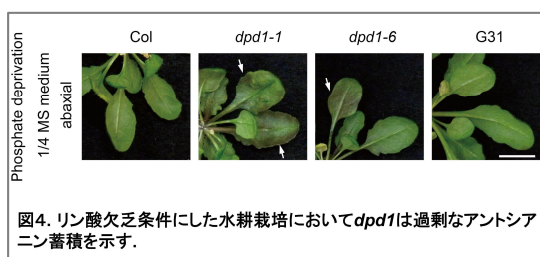 Col
dpd1-1
dpd1-6
G31
Phosphate deprivation
1/4 MS medium
abaxial
図4. リン酸欠乏条件にした水耕栽培においてdpd1は過剰なアントシア
ニン蓄積を示す.